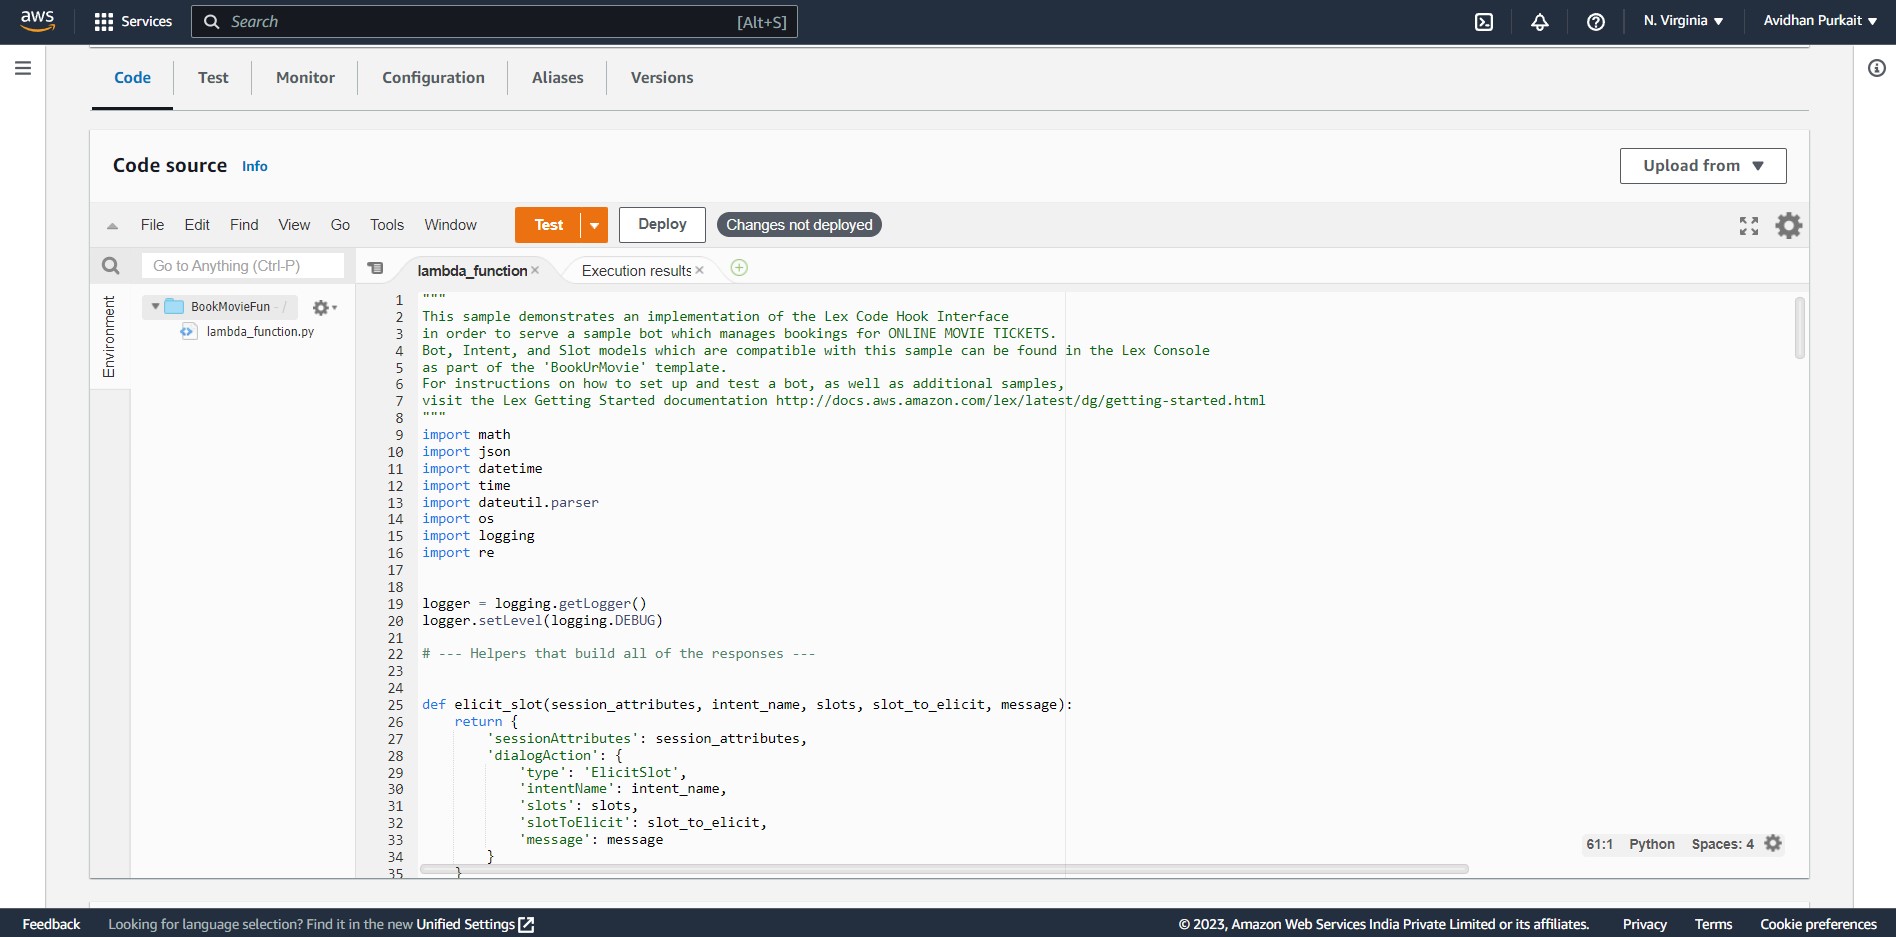 aws Services Search [Alt+S] N. Virginia Avidhan Purkait
Code Test Monitor Configuration Aliases Versions
Code source Info Upload from
File Edit Find View Go Tools Window Test Deploy Changes not deployed
Go to Anything (Ctrl-P) lambda_function Execution results
Environment
BookMovieFun - /
lambda_function.py
1 """
2 This sample demonstrates an implementation of the Lex Code Hook Interface
3 in order to serve a sample bot which manages bookings for ONLINE MOVIE TICKETS.
4 Bot, Intent, and Slot models which are compatible with this sample can be found in the Lex Console
5 as part of the 'BookUrMovie' template.
6 For instructions on how to set up and test a bot, as well as additional samples,
7 visit the Lex Getting Started documentation http://docs.aws.amazon.com/lex/latest/dg/getting-started.html
8 """
9 import math
10 import json
11 import datetime
12 import time
13 import dateutil.parser
14 import os
15 import logging
16 import re
17
18
19 logger = logging.getLogger()
20 logger.setLevel(logging.DEBUG)
21
22 # --- Helpers that build all of the responses ---
23
24
25 def elicit_slot(session_attributes, intent_name, slots, slot_to_elicit, message):
26 return {
27 'sessionAttributes': session_attributes,
28 'dialogAction': {
29 'type': 'ElicitSlot',
30 'intentName': intent_name,
31 'slots': slots,
32 'slotToElicit': slot_to_elicit,
33 'message': message
34 }
35 }
61:1 Python Spaces: 4
Feedback Looking for language selection? Find it in the new Unified Settings © 2023, Amazon Web Services India Private Limited or its affiliates. Privacy Terms Cookie preferences